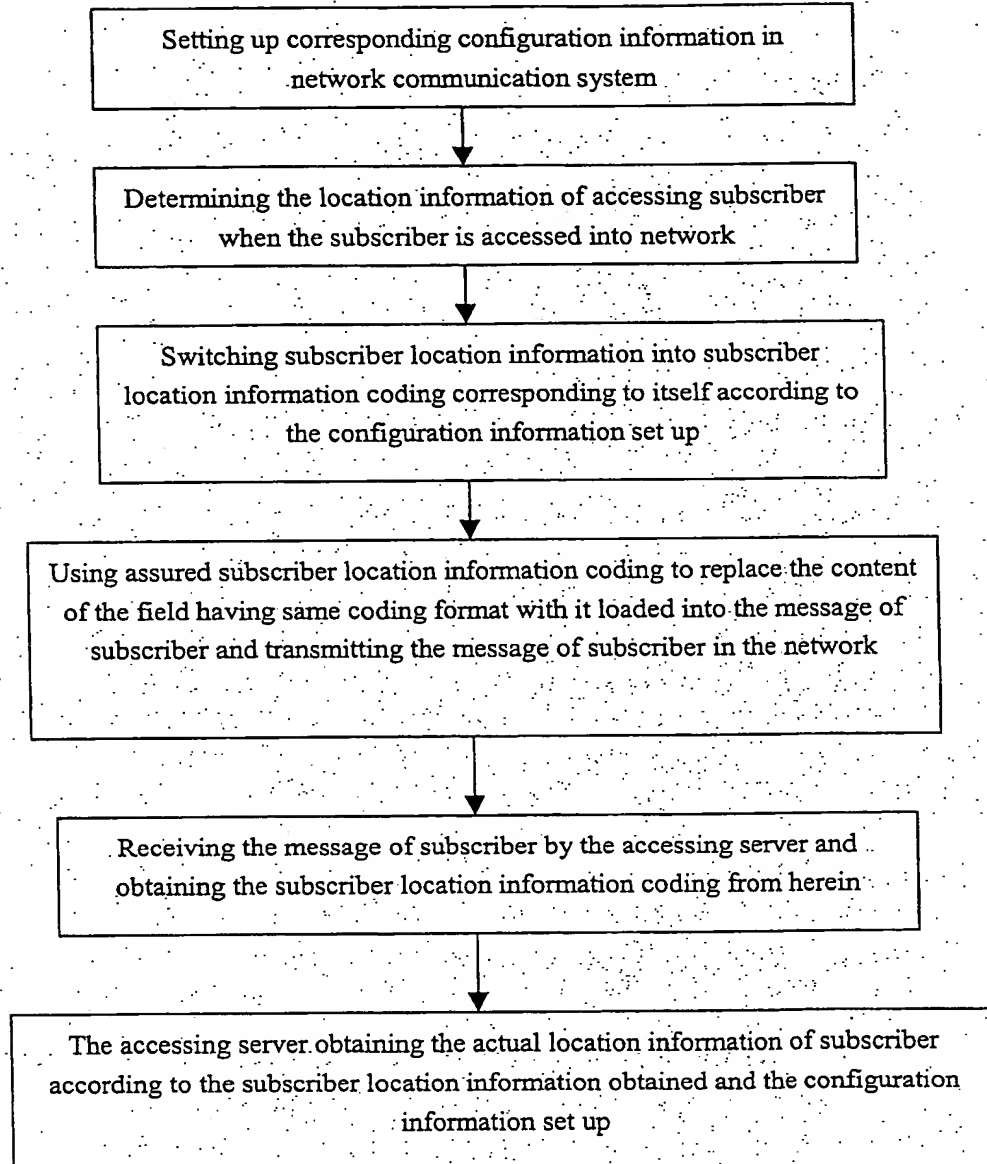 Setting up corresponding configuration information in
network communication system
Determining the location information of accessing subscriber
when the subscriber is accessed into network
Switching subscriber location information into subscriber
location information coding corresponding to itself according to
the configuration information set up
Using assured subscriber location information coding to replace the content
of the field having same coding format with it loaded into the message of
subscriber and transmitting the message of subscriber in the network
Receiving the message of subscriber by the accessing server and
obtaining the subscriber location information coding from herein
The accessing server obtaining the actual location information of subscriber
according to the subscriber location information obtained and the configuration
information set up